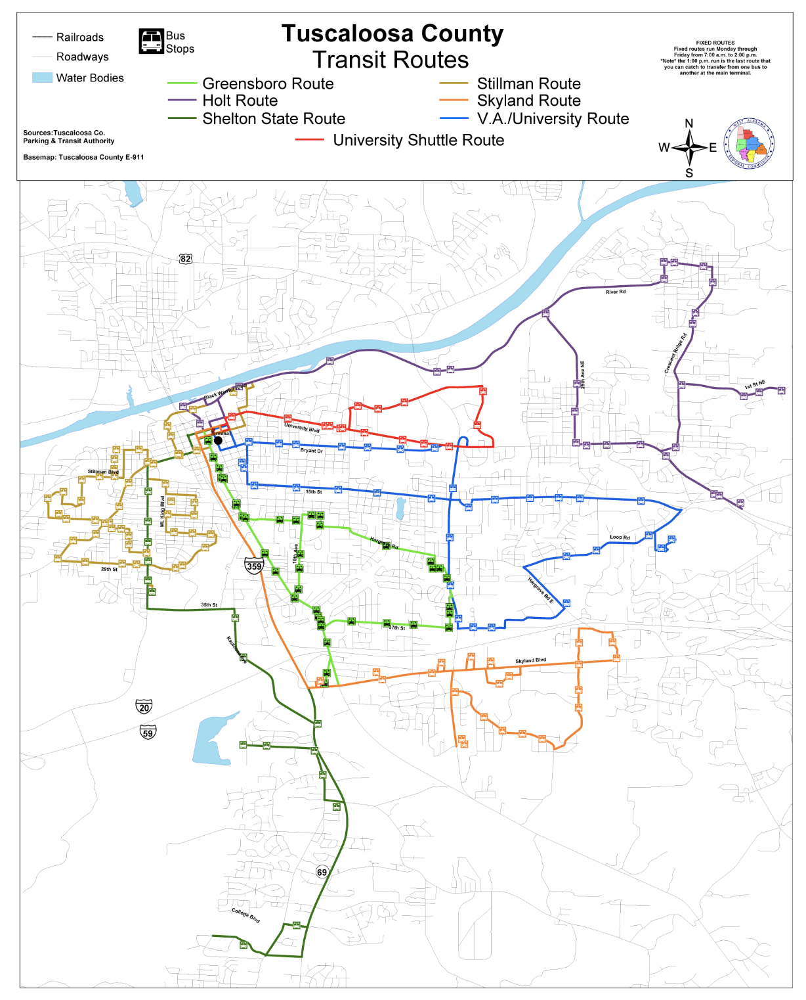 Tuscaloosa County
Transit Routes
Railroads
Roadways
Water Bodies
Bus
Stops
FIXED ROUTES
Fixed routes run Monday through
Friday from 7:00 a.m. to 2:00 p.m.
*Note* the 1:00 p.m. run is the last route that
you can catch to transfer from one bus to
another at the main terminal.
Greensboro Route
Holt Route
Shelton State Route
Stillman Route
Skyland Route
V.A./University Route
University Shuttle Route
Sources:Tuscaloosa Co.
Parking & Transit Authority
Basemap: Tuscaloosa County E-911
N
W
E
S
WEST ALABAMA
REGIONAL COMMISSION
82
River Rd
Crescent Ridge Rd
25th Ave NE
1st St NE
University Blvd
Terminal
Bryant Dr
Stillman Blvd
15th St
ML King Blvd
Hargrove Rd
Loop Rd
10th Ave
359
29th St
Hargrove Rd E
35th St
37th St
Skyland Blvd
20
59
69
College Blvd